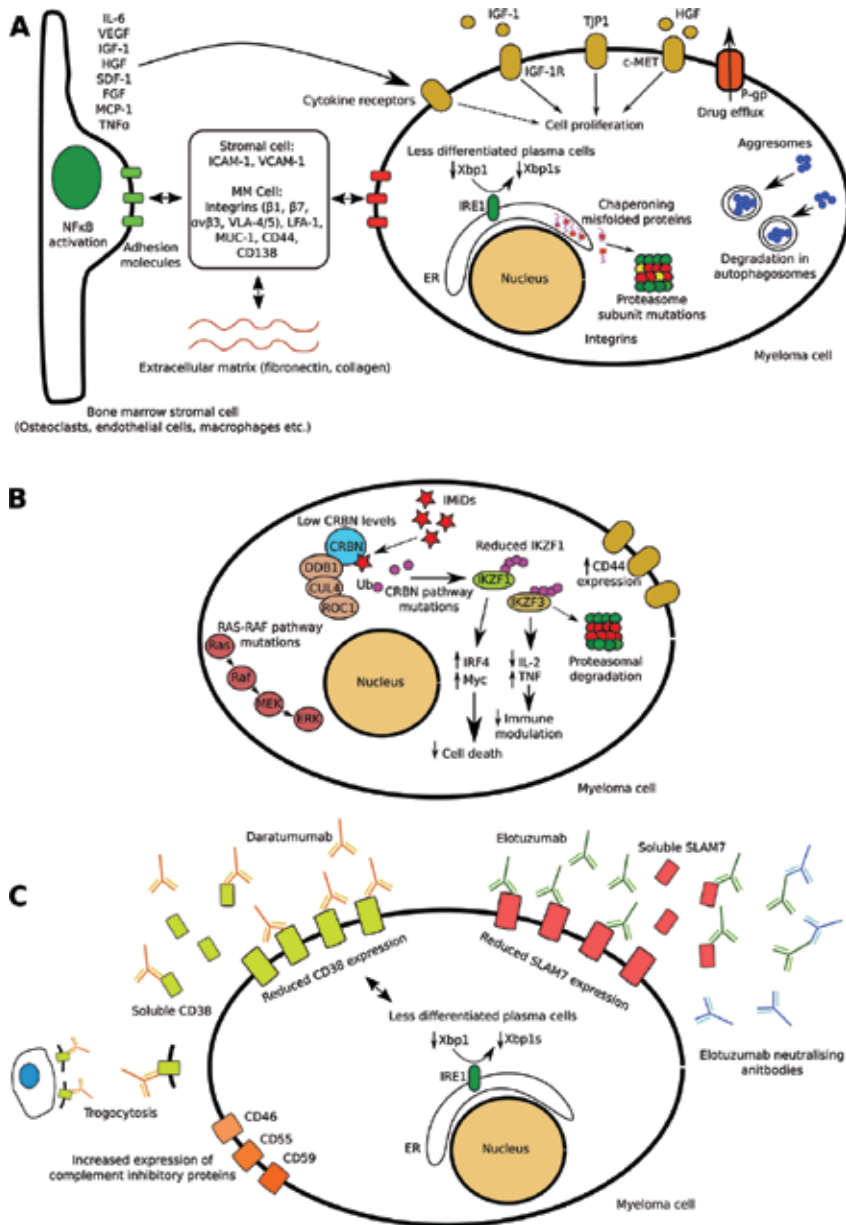 A
IL-6
VEGF
IGF-1
HGF
SDF-1
FGF
MCP-1
TNFα
NFκB
activation
Adhesion
molecules
Stromal cell:
ICAM-1, VCAM-1
MM Cell:
Integrins (β1, β7,
αvβ3, VLA-4/5), LFA-1,
MUC-1, CD44,
CD138
Extracellular matrix (fibronectin, collagen)
Bone marrow stromal cell
(Osteoclasts, endothelial cells, macrophages etc.)
Cytokine receptors
IGF-1
IGF-1R
TJP1
c-MET
HGF
P-gp
Drug efflux
Cell proliferation
Less differentiated plasma cells
Xbp1
Xbp1s
IRE1
ER
Nucleus
Chaperoning
misfolded proteins
Proteasome
subunit mutations
Integrins
Aggresomes
Degradation in
autophagosomes
Myeloma cell
B
IMiDs
Low CRBN levels
CRBN
DDB1
CUL4
ROC1
Ub
CRBN pathway
mutations
Reduced IKZF1
IKZF1
IKZF3
CD44
expression
RAS-RAF pathway
mutations
Ras
Raf
MEK
ERK
Nucleus
IRF4
Myc
IL-2
TNF
Proteasomal
degradation
Immune
modulation
Cell death
Myeloma cell
C
Daratumumab
Elotuzumab
Soluble SLAM7
Reduced CD38 expression
Reduced SLAM7 expression
Soluble CD38
Less differentiated plasma cells
Xbp1
Xbp1s
IRE1
ER
Nucleus
Elotuzumab neutralising
anitbodies
Trogocytosis
CD46
CD55
CD59
Increased expression of
complement inhibitory proteins
Myeloma cell